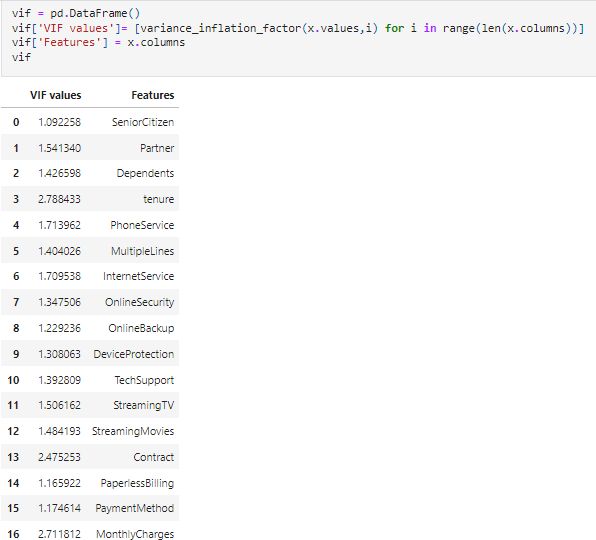 vif = pd.DataFrame()
vif['VIF values']= [variance_inflation_factor(x.values,i) for i in range(len(x.columns))]
vif['Features'] = x.columns
vif
VIF values Features
0 1.092258 SeniorCitizen
1 1.541340 Partner
2 1.426598 Dependents
3 2.788433 tenure
4 1.713962 PhoneService
5 1.404026 MultipleLines
6 1.709538 InternetService
7 1.347506 OnlineSecurity
8 1.229236 OnlineBackup
9 1.308063 DeviceProtection
10 1.392809 TechSupport
11 1.506162 StreamingTV
12 1.484193 StreamingMovies
13 2.475253 Contract
14 1.165922 PaperlessBilling
15 1.174614 PaymentMethod
16 2.711812 MonthlyCharges